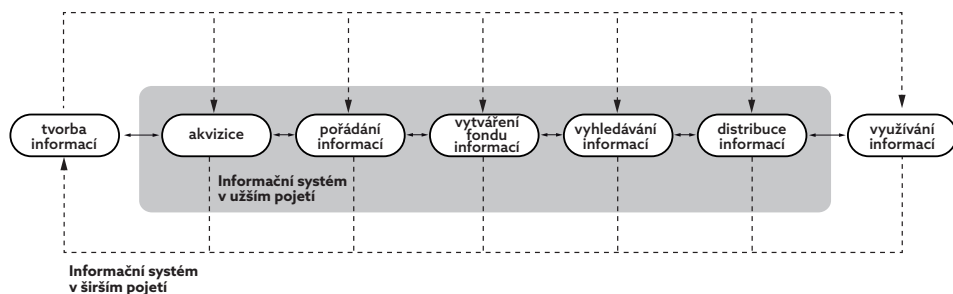 tvorba
informací
akvizice
pořádání
informací
vytváření
fondu
informací
vyhledávání
informací
distribuce
informací
využívání
informací
Informační systém
v užším pojetí
Informační systém
v širším pojetí